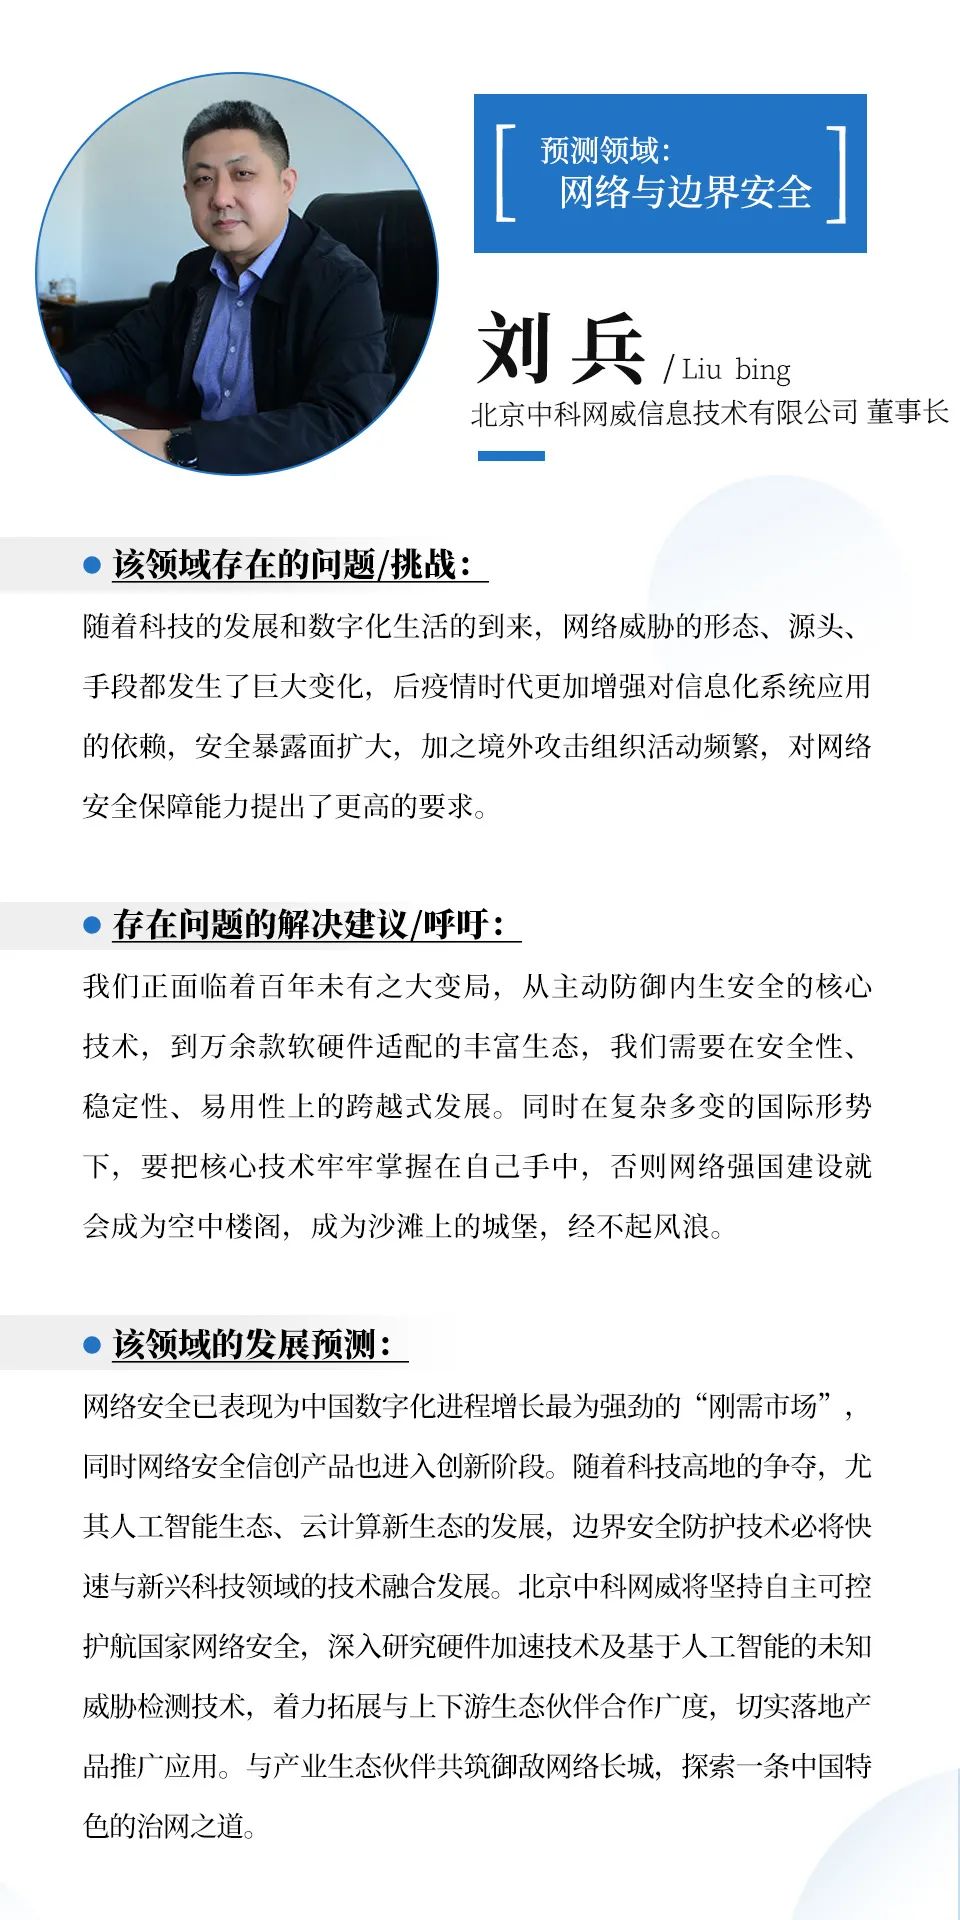 预测领域：
网络与边界安全
刘兵 / Liu bing
北京中科网威信息技术有限公司 董事长
该领域存在的问题/挑战：
随着科技的发展和数字化生活的到来，网络威胁的形态、源头、
手段都发生了巨大变化，后疫情时代更加增强对信息化系统应用
的依赖，安全暴露面扩大，加之境外攻击组织活动频繁，对网络
安全保障能力提出了更高的要求。
存在问题的解决建议/呼吁：
我们正面临着百年未有之大变局，从主动防御内生安全的核心
技术，到万余款软硬件适配的丰富生态，我们需要在安全性、
稳定性、易用性上的跨越式发展。同时在复杂多变的国际形势
下，要把核心技术牢牢掌握在自己手中，否则网络强国建设就
会成为空中楼阁，成为沙滩上的城堡，经不起风浪。
该领域的发展预测：
网络安全已表现为中国数字化进程增长最为强劲的“刚需市场”，
同时网络安全信创产品也进入创新阶段。随着科技高地的争夺，尤
其人工智能生态、云计算新生态的发展，边界安全防护技术必将快
速与新兴科技领域的技术融合发展。北京中科网威将坚持自主可控
护航国家网络安全，深入研究硬件加速技术及基于人工智能的未知
威胁检测技术，着力拓展与上下游生态伙伴合作广度，切实落地产
品推广应用。与产业生态伙伴共筑御敌网络长城，探索一条中国特
色的治网之道。